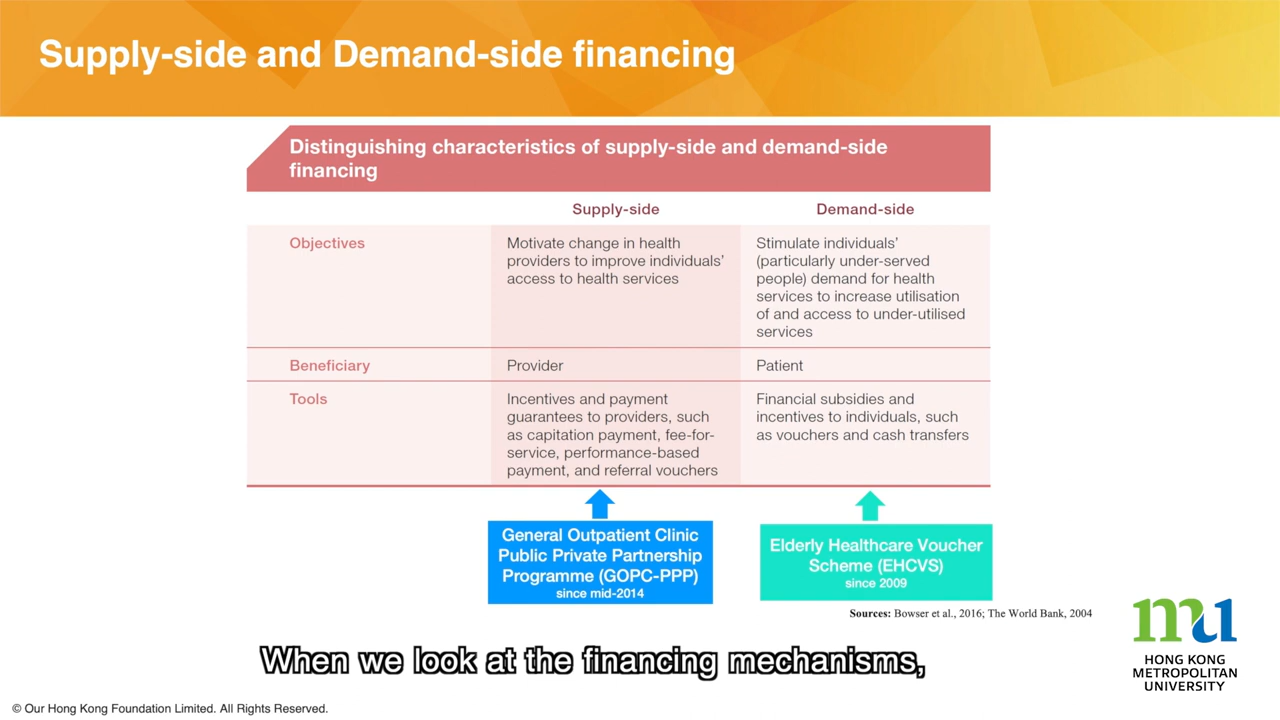 Supply-side and Demand-side financing
Distinguishing characteristics of supply-side and demand-side
financing
Supply-side
Demand-side
Objectives
Motivate change in health
providers to improve individuals’
access to health services
Stimulate individuals’
(particularly under-served
people) demand for health
services to increase utilisation
of and access to under-utilised
services
Beneficiary
Provider
Patient
Tools
Incentives and payment
guarantees to providers, such
as capitation payment, fee-for-
service, performance-based
payment, and referral vouchers
Financial subsidies and
incentives to individuals, such
as vouchers and cash transfers
General Outpatient Clinic
Public Private Partnership
Programme (GOPC-PPP)
since mid-2014
Elderly Healthcare Voucher
Scheme (EHCVS)
since 2009
Sources: Bowser et al., 2016; The World Bank, 2004
mu
HONG KONG
METROPOLITAN
UNIVERSITY
When we look at the financing mechanisms,
© Our Hong Kong Foundation Limited. All Rights Reserved.